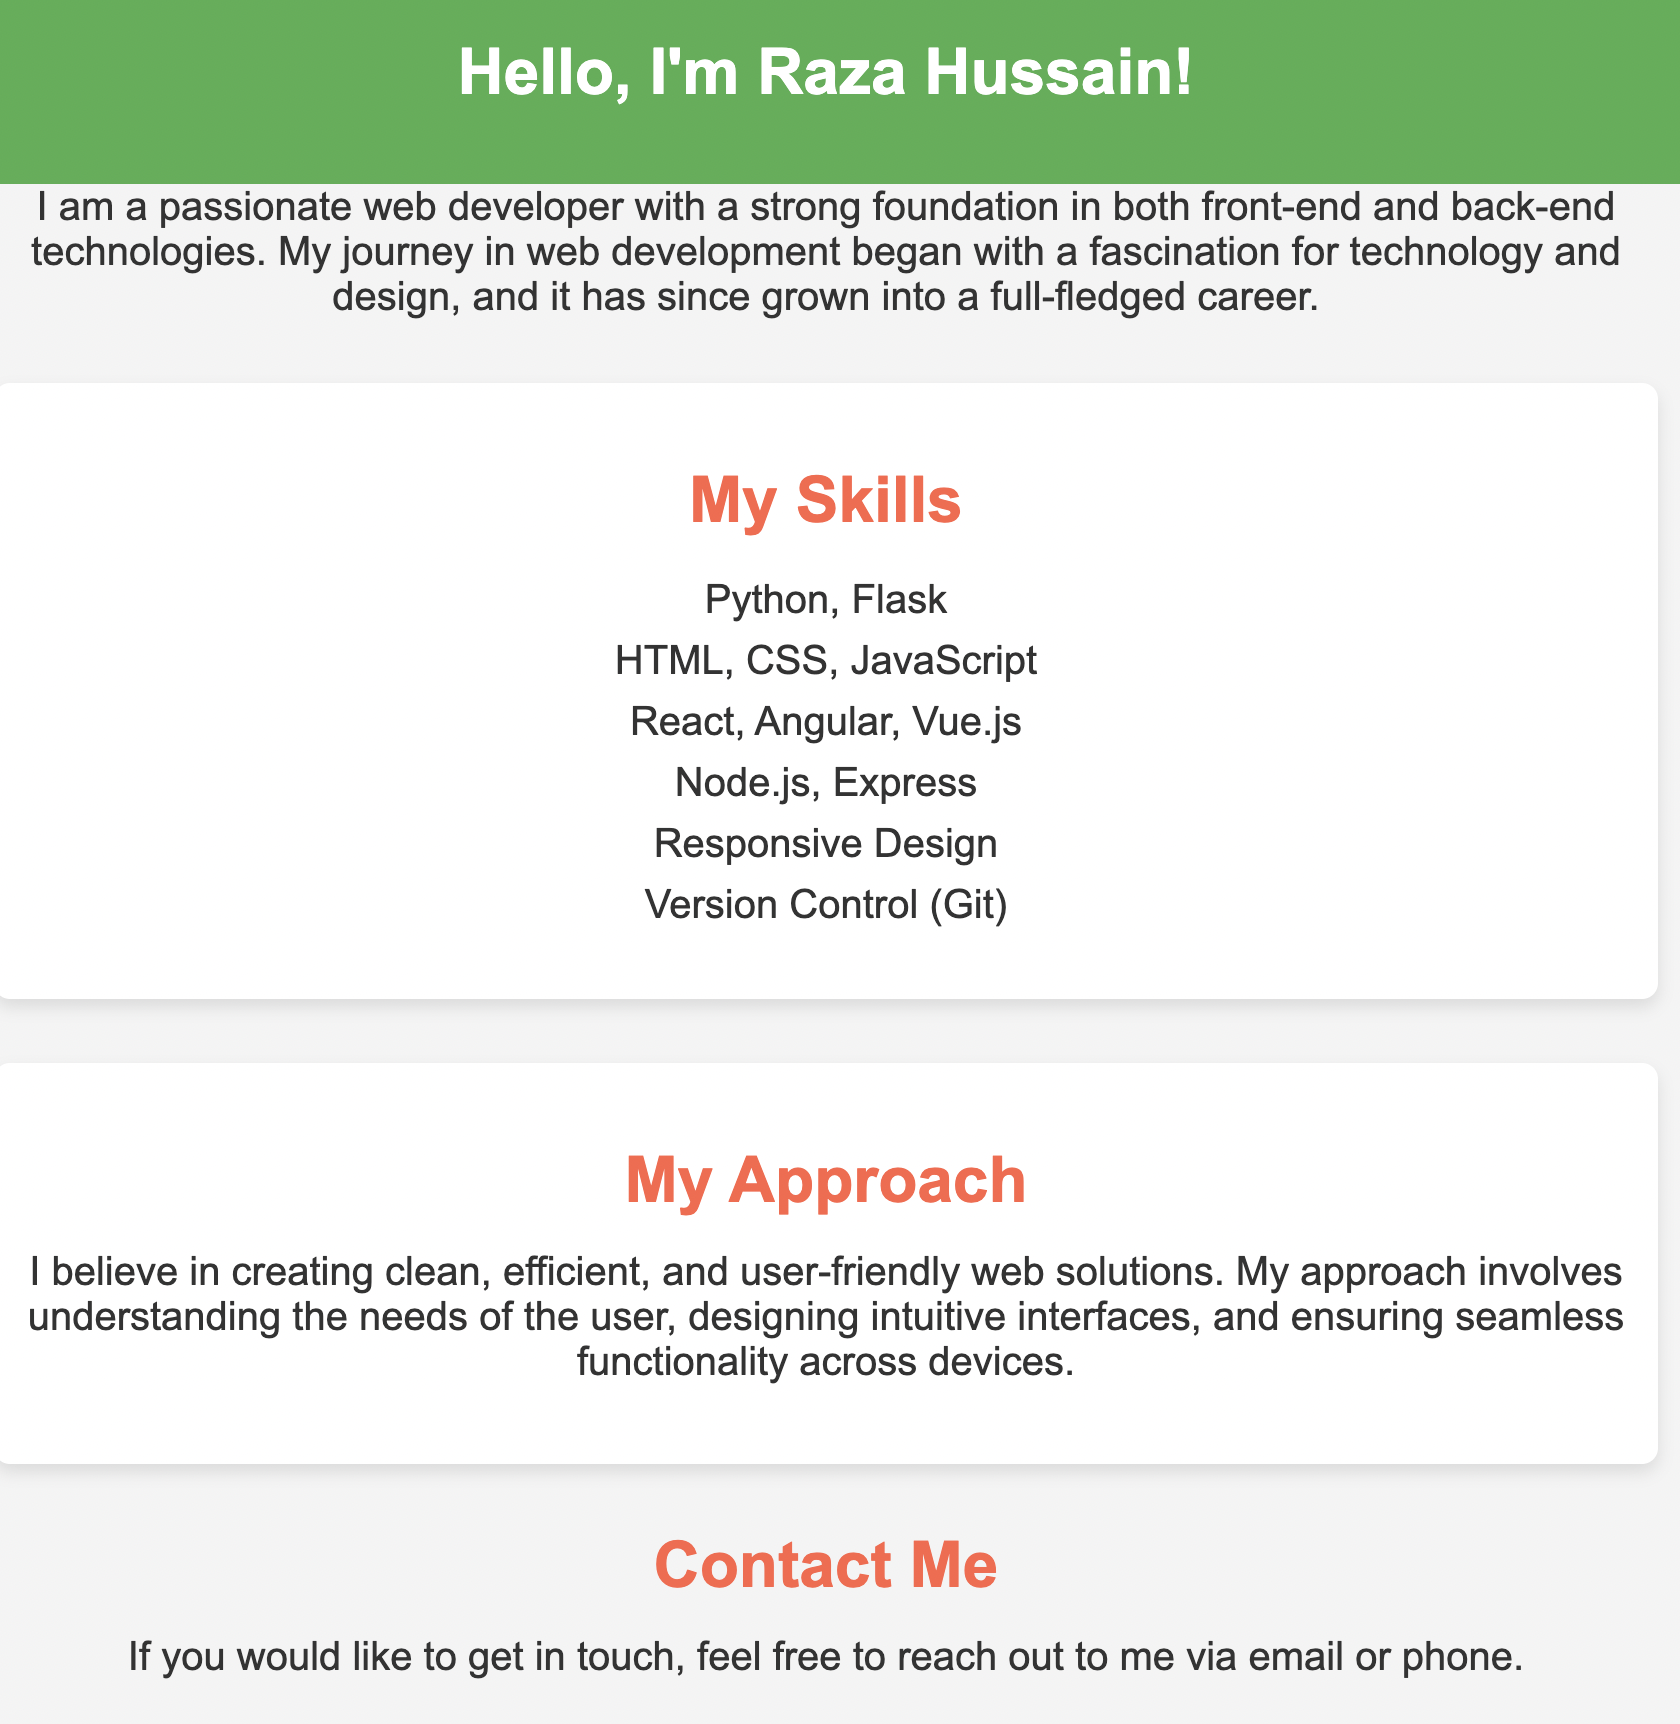 Hello, I'm Raza Hussain!
I am a passionate web developer with a strong foundation in both front-end and back-end
technologies. My journey in web development began with a fascination for technology and
design, and it has since grown into a full-fledged career.
My Skills
Python, Flask
HTML, CSS, JavaScript
React, Angular, Vue.js
Node.js, Express
Responsive Design
Version Control (Git)
My Approach
I believe in creating clean, efficient, and user-friendly web solutions. My approach involves
understanding the needs of the user, designing intuitive interfaces, and ensuring seamless
functionality across devices.
Contact Me
If you would like to get in touch, feel free to reach out to me via email or phone.